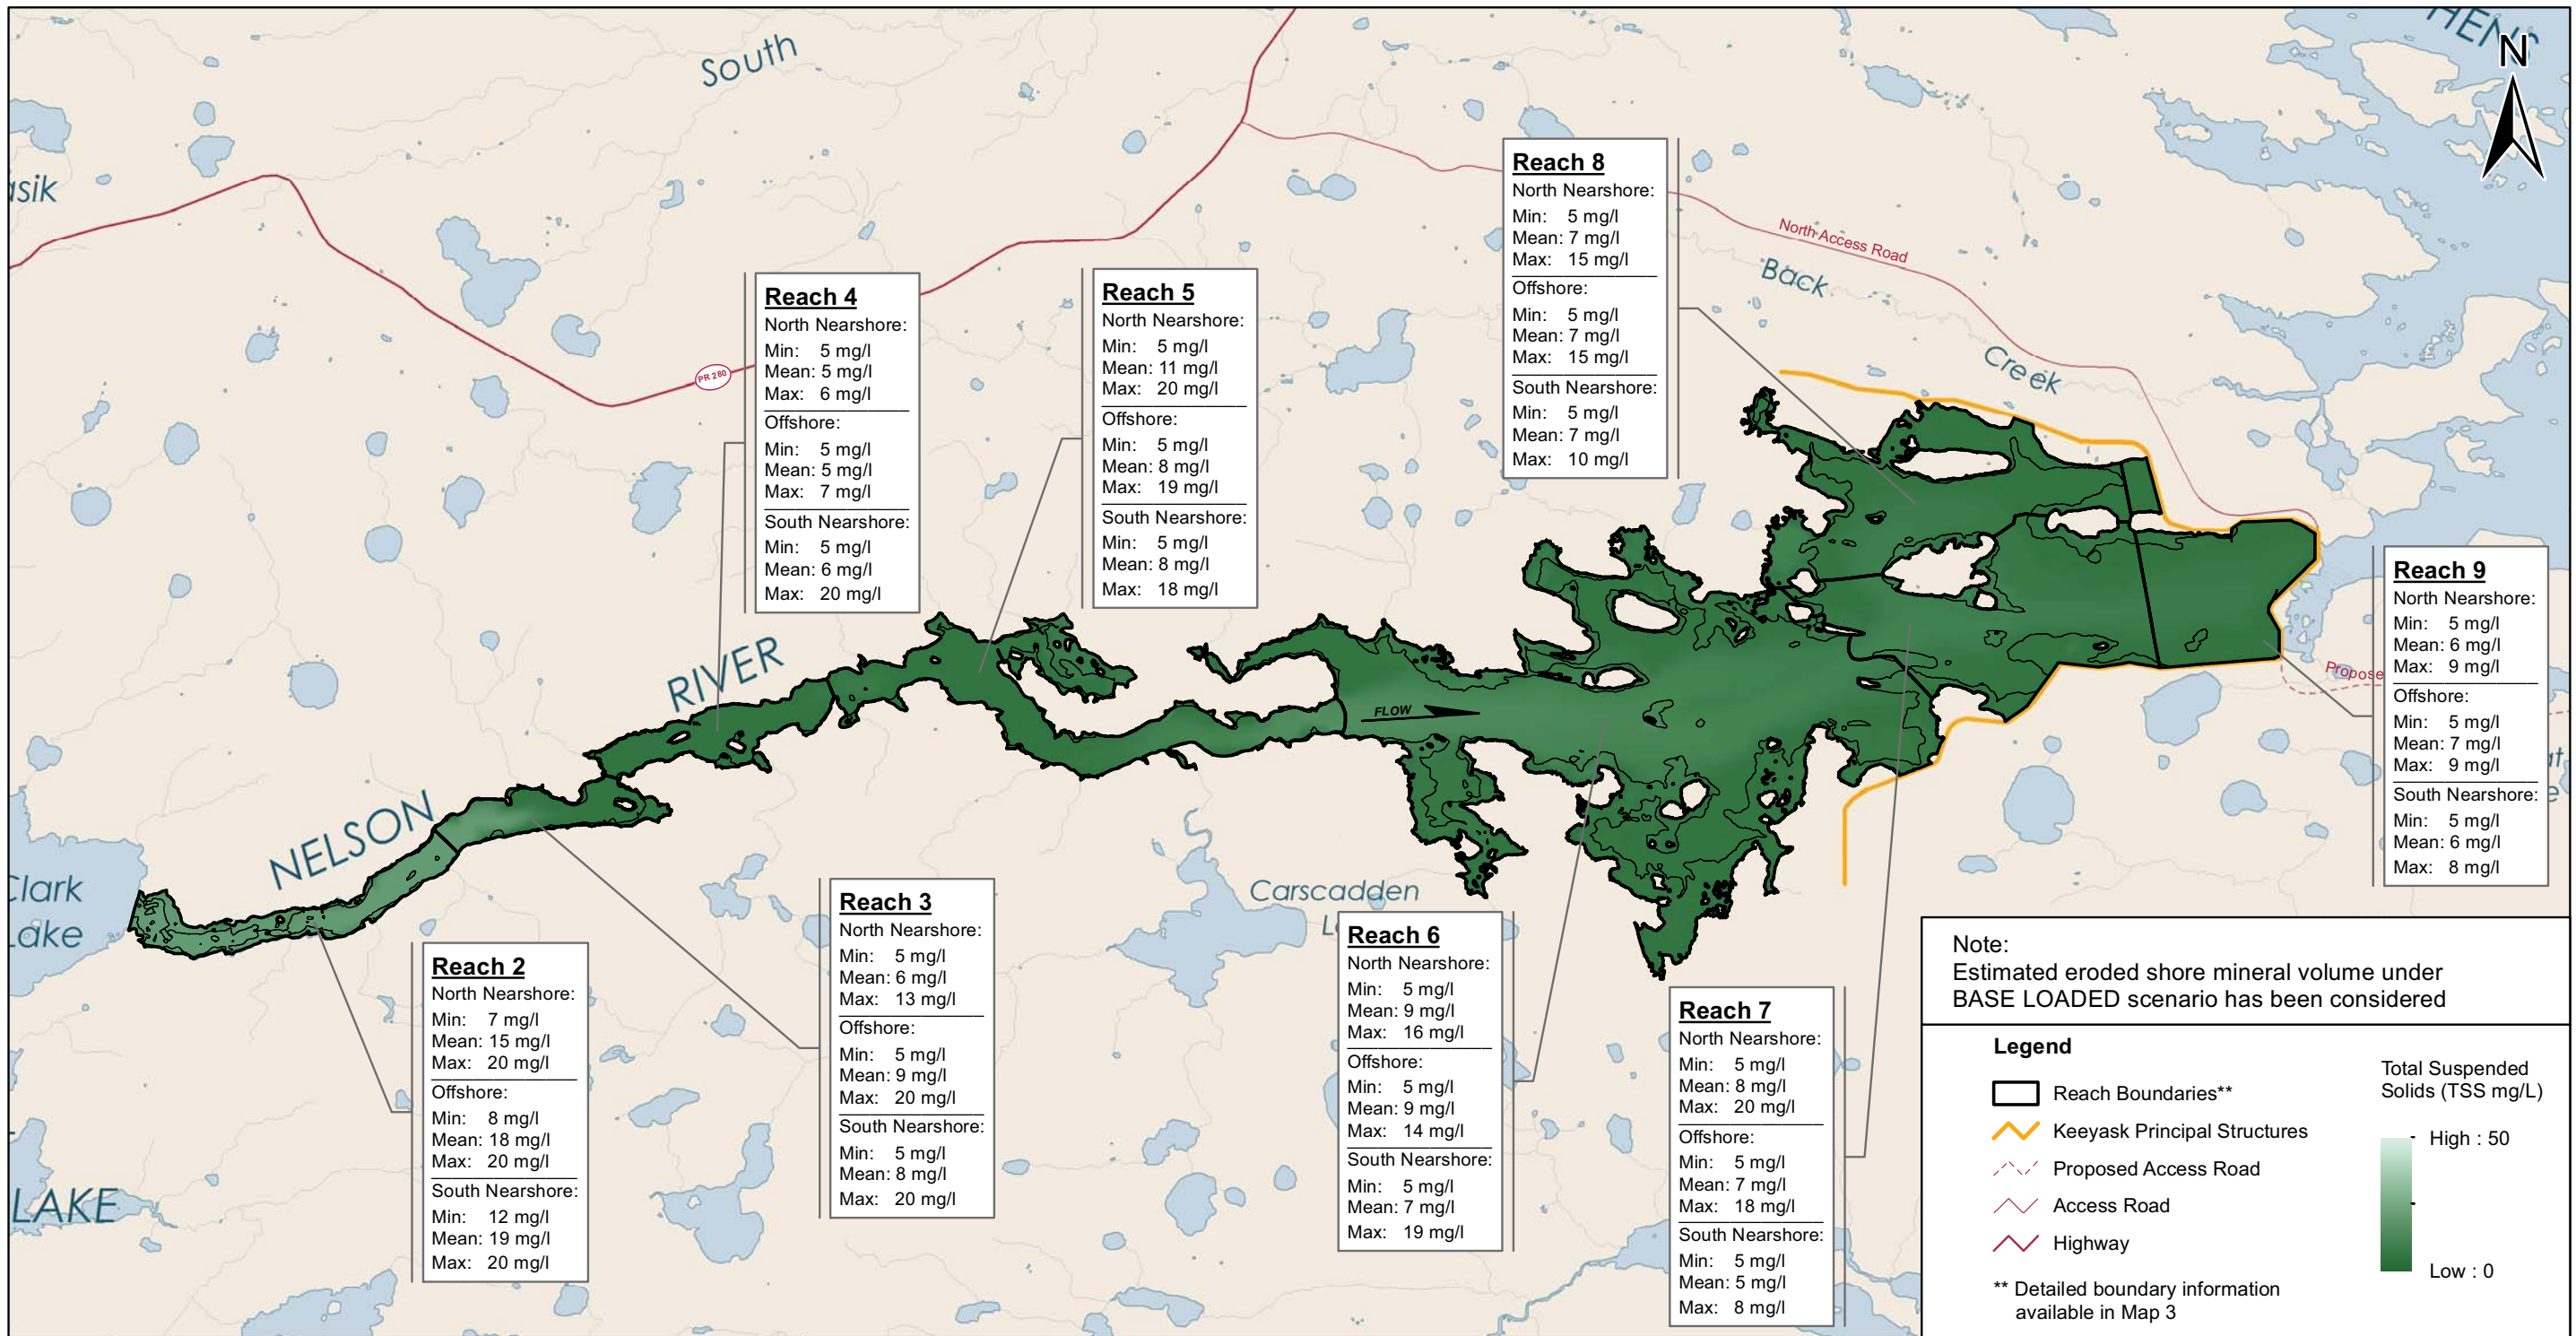 South
HENS
N
asik
North Access Road
Back
Creek
PR 280
RIVER
NELSON
Clark
Lake
LAKE
Carscadden
FLOW
Propose
Reach 4
North Nearshore:
Min: 5 mg/l
Mean: 5 mg/l
Max: 6 mg/l
Offshore:
Min: 5 mg/l
Mean: 5 mg/l
Max: 7 mg/l
South Nearshore:
Min: 5 mg/l
Mean: 6 mg/l
Max: 20 mg/l
Reach 5
North Nearshore:
Min: 5 mg/l
Mean: 11 mg/l
Max: 20 mg/l
Offshore:
Min: 5 mg/l
Mean: 8 mg/l
Max: 19 mg/l
South Nearshore:
Min: 5 mg/l
Mean: 8 mg/l
Max: 18 mg/l
Reach 8
North Nearshore:
Min: 5 mg/l
Mean: 7 mg/l
Max: 15 mg/l
Offshore:
Min: 5 mg/l
Mean: 7 mg/l
Max: 15 mg/l
South Nearshore:
Min: 5 mg/l
Mean: 7 mg/l
Max: 10 mg/l
Reach 9
North Nearshore:
Min: 5 mg/l
Mean: 6 mg/l
Max: 9 mg/l
Offshore:
Min: 5 mg/l
Mean: 7 mg/l
Max: 9 mg/l
South Nearshore:
Min: 5 mg/l
Mean: 6 mg/l
Max: 8 mg/l
Reach 2
North Nearshore:
Min: 7 mg/l
Mean: 15 mg/l
Max: 20 mg/l
Offshore:
Min: 8 mg/l
Mean: 18 mg/l
Max: 20 mg/l
South Nearshore:
Min: 12 mg/l
Mean: 19 mg/l
Max: 20 mg/l
Reach 3
North Nearshore:
Min: 5 mg/l
Mean: 6 mg/l
Max: 13 mg/l
Offshore:
Min: 5 mg/l
Mean: 9 mg/l
Max: 20 mg/l
South Nearshore:
Min: 5 mg/l
Mean: 8 mg/l
Max: 20 mg/l
Reach 6
North Nearshore:
Min: 5 mg/l
Mean: 9 mg/l
Max: 16 mg/l
Offshore:
Min: 5 mg/l
Mean: 9 mg/l
Max: 14 mg/l
South Nearshore:
Min: 5 mg/l
Mean: 7 mg/l
Max: 19 mg/l
Reach 7
North Nearshore:
Min: 5 mg/l
Mean: 8 mg/l
Max: 20 mg/l
Offshore:
Min: 5 mg/l
Mean: 7 mg/l
Max: 18 mg/l
South Nearshore:
Min: 5 mg/l
Mean: 5 mg/l
Max: 8 mg/l
Note:
Estimated eroded shore mineral volume under
BASE LOADED scenario has been considered
Legend
Reach Boundaries**
Keeyask Principal Structures
Proposed Access Road
Access Road
Highway
** Detailed boundary information
available in Map 3
Total Suspended
Solids (TSS mg/L)
High : 50
Low : 0